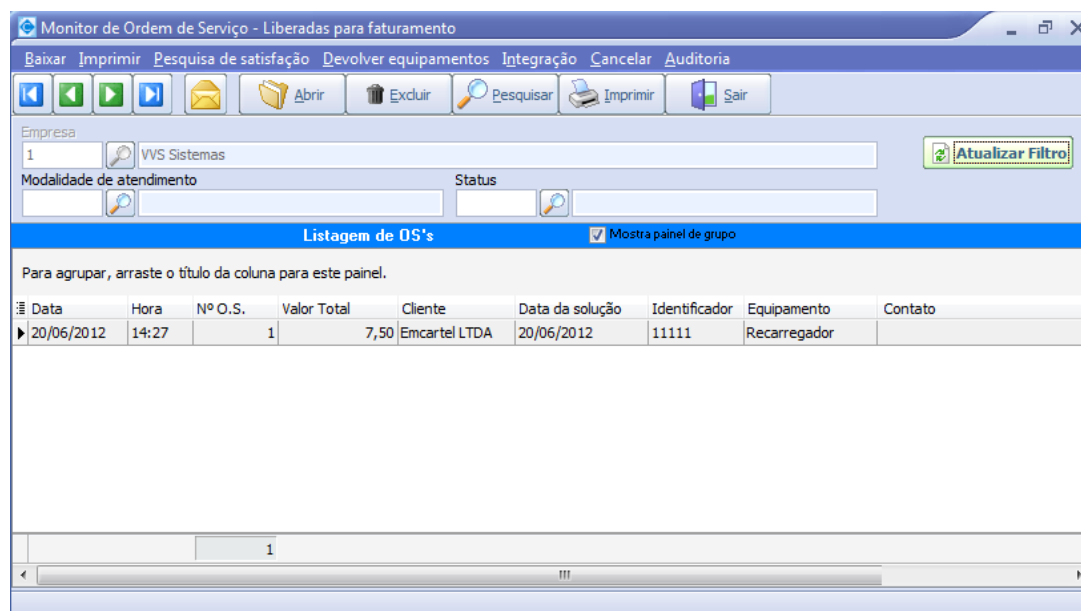 Monitor de Ordem de Serviço - Liberadas para faturamento
Baixar Imprimir Pesquisa de satisfação Devolver equipamentos Integração Cancelar Auditoria
Abrir Excluir Pesquisar Imprimir Sair
Empresa
1 VVS Sistemas Atualizar Filtro
Modalidade de atendimento Status
Listagem de OS's Mostra painel de grupo
Para agrupar, arraste o título da coluna para este painel.
Data Hora Nº O.S. Valor Total Cliente Data da solução Identificador Equipamento Contato
20/06/2012 14:27 1 7,50 Emcartel LTDA 20/06/2012 11111 Recarregador
1